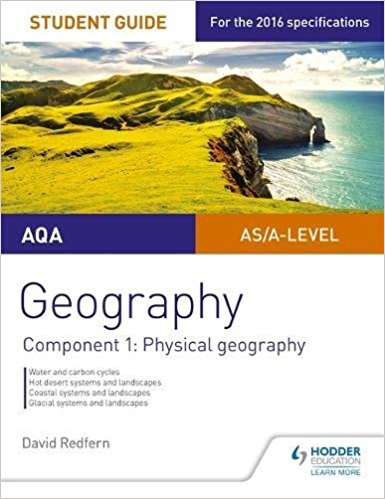 STUDENT GUIDE
For the 2016 specifications
AQA
AS/A-LEVEL
Geography
Component 1: Physical geography
Water and carbon cycles
Hot desert systems and landscapes
Coastal systems and landscapes
Glacial systems and landscapes
David Redfern
HODDER
EDUCATION
LEARN MORE